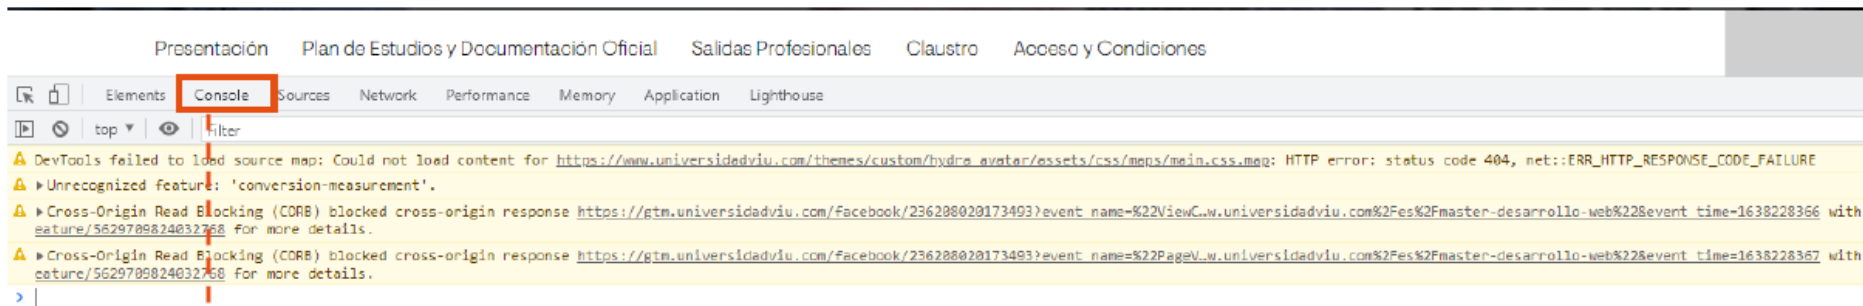 Presentación Plan de Estudios y Documentación Oficial Salidas Profesionales Claustro Acceso y Condiciones
Elements Console Sources Network Performance Memory Application Lighthouse
top Filter
DevTools failed to load source map: Could not load content for https://www.universidadviu.com/themes/custom/hydra_avatar/assets/css/maps/main.css.map: HTTP error: status code 404, net::ERR_HTTP_RESPONSE_CODE_FAILURE
Unrecognized feature: 'conversion-measurement'.
Cross-Origin Read Blocking (CORB) blocked cross-origin response https://gtm.universidadviu.com/facebook/236208020173493?event_name=%22ViewC…w.universidadviu.com%2Fes%2Fmaster-desarrollo-web%22&event_time=1638228366 with
eature/5629709824032768 for more details.
Cross-Origin Read Blocking (CORB) blocked cross-origin response https://gtm.universidadviu.com/facebook/236208020173493?event_name=%22PageV…w.universidadviu.com%2Fes%2Fmaster-desarrollo-web%22&event_time=1638228367 with
eature/5629709824032768 for more details.